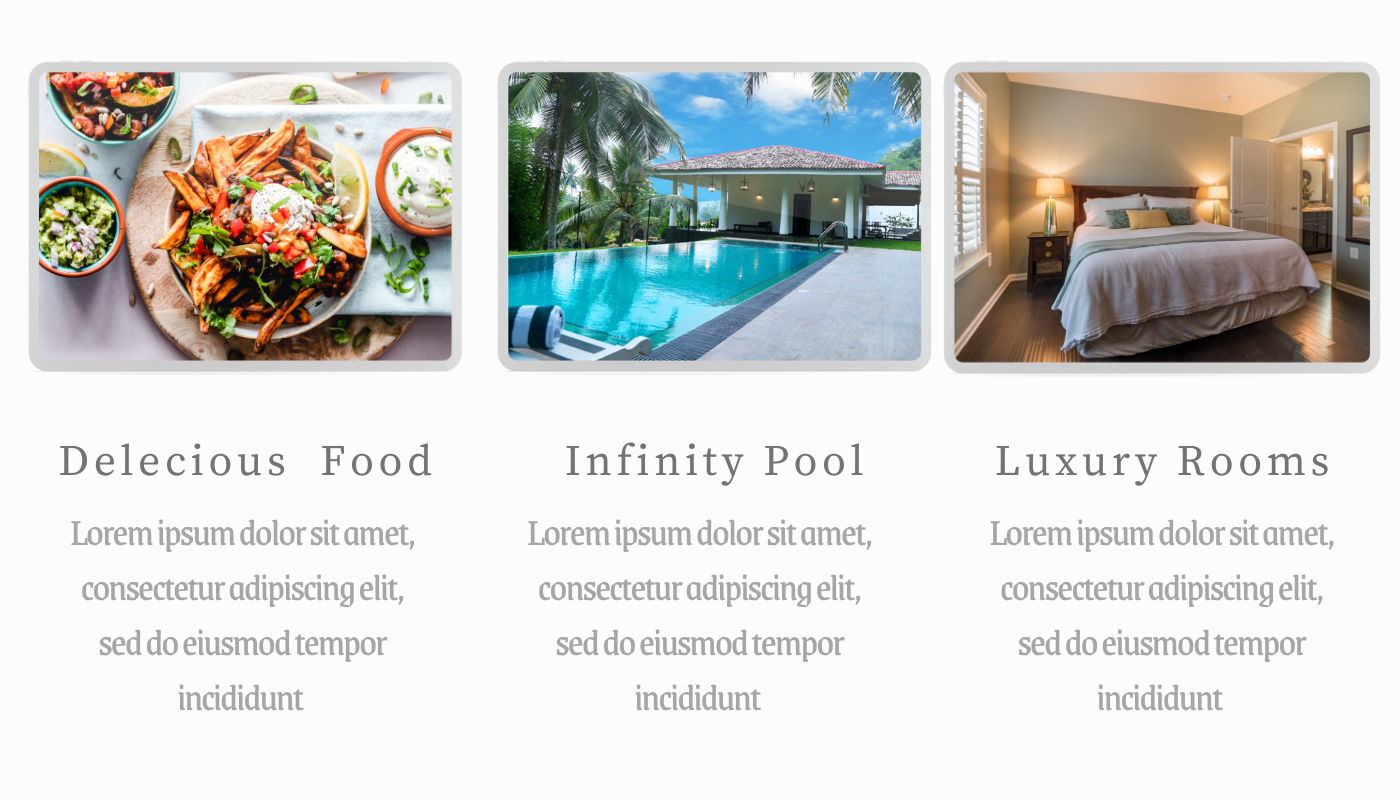 Delecious Food
Lorem ipsum dolor sit amet,
consectetur adipiscing elit,
sed do eiusmod tempor
incididunt
Infinity Pool
Lorem ipsum dolor sit amet,
consectetur adipiscing elit,
sed do eiusmod tempor
incididunt
Luxury Rooms
Lorem ipsum dolor sit amet,
consectetur adipiscing elit,
sed do eiusmod tempor
incididunt